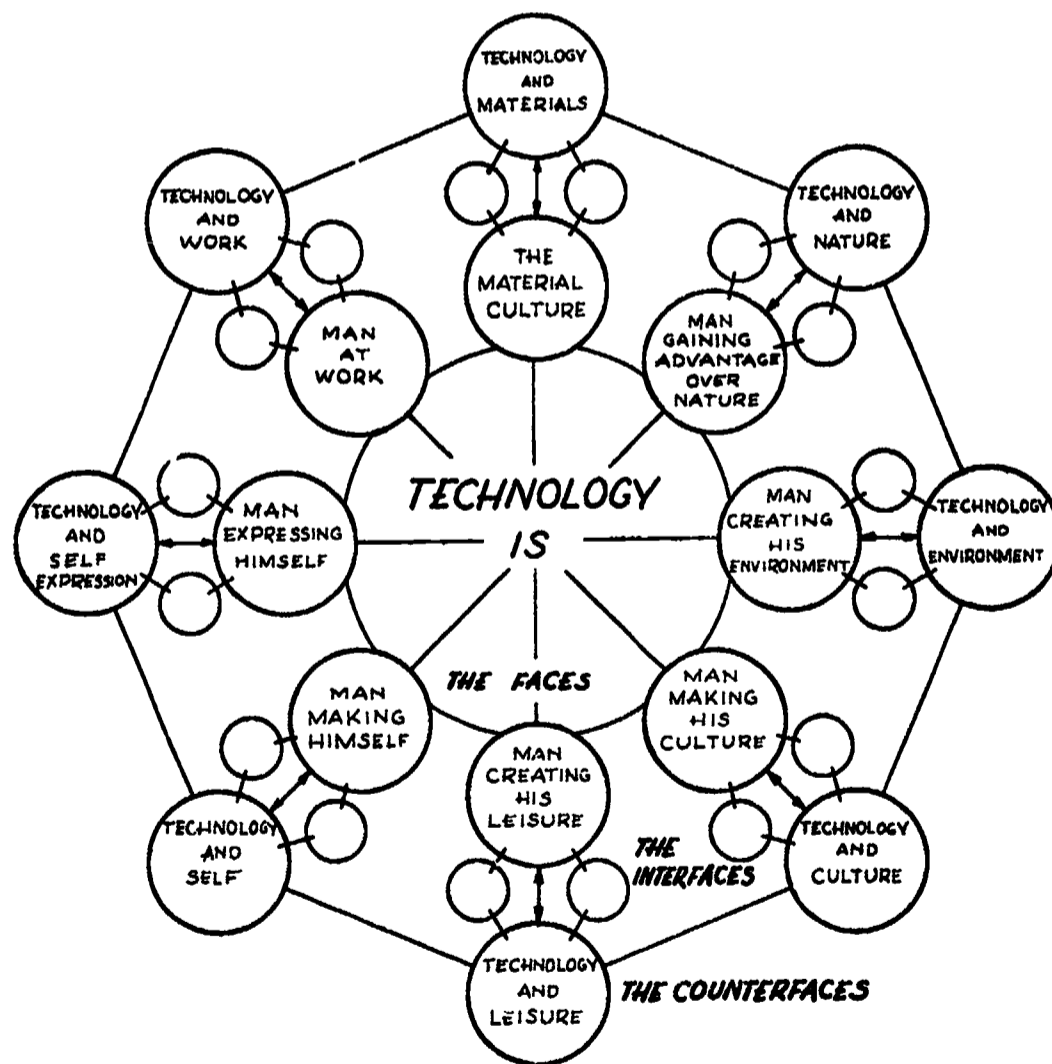 TECHNOLOGY
AND
MATERIALS
TECHNOLOGY
AND
WORK
TECHNOLOGY
AND
NATURE
THE
MATERIAL
CULTURE
MAN
AT
WORK
MAN
GAINING
ADVANTAGE
OVER
NATURE
TECHNOLOGY
IS
TECHNOLOGY
AND
SELF
EXPRESSION
MAN
EXPRESSING
HIMSELF
MAN
CREATING
HIS
ENVIRONMENT
TECHNOLOGY
AND
ENVIRONMENT
THE FACES
MAN
MAKING
HIMSELF
MAN
MAKING
HIS
CULTURE
MAN
CREATING
HIS
LEISURE
TECHNOLOGY
AND
SELF
THE
INTERFACES
TECHNOLOGY
AND
CULTURE
TECHNOLOGY
AND
LEISURE
THE COUNTERFACES